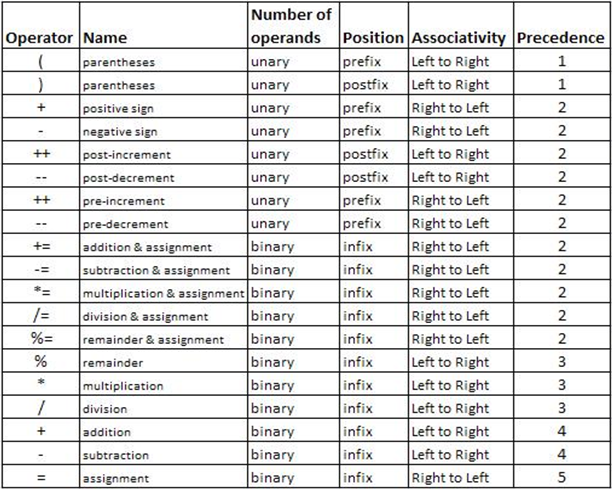 Operator Name Number of operands Position Associativity Precedence
( parentheses unary prefix Left to Right 1
) parentheses unary postfix Left to Right 1
+ positive sign unary prefix Right to Left 2
- negative sign unary prefix Right to Left 2
++ post-increment unary postfix Left to Right 2
-- post-decrement unary postfix Left to Right 2
++ pre-increment unary prefix Right to Left 2
-- pre-decrement unary prefix Right to Left 2
+= addition & assignment binary infix Right to Left 2
-= subtraction & assignment binary infix Right to Left 2
*= multiplication & assignment binary infix Right to Left 2
/= division & assignment binary infix Right to Left 2
%= remainder & assignment binary infix Right to Left 2
% remainder binary infix Left to Right 3
* multiplication binary infix Left to Right 3
/ division binary infix Left to Right 3
+ addition binary infix Left to Right 4
- subtraction binary infix Left to Right 4
= assignment binary infix Right to Left 5